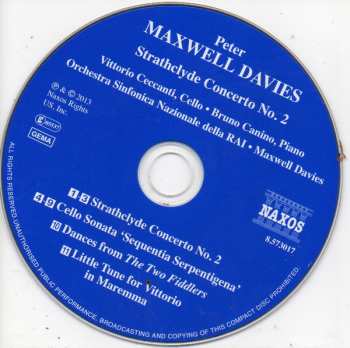 Peter
MAXWELL DAVIES
Strathclyde Concerto No. 2
Vittorio Ceccanti, Cello • Bruno Canino, Piano
Orchestra Sinfonica Nazionale della RAI • Maxwell Davies
℗ & © 2013
Naxos Rights
US, Inc.
GEMA
NAXOS
8.573017
1-3 Strathclyde Concerto No. 2
4-9 Cello Sonata ‘Sequentia Serpentigena’
10 Dances from The Two Fiddlers
11 Little Tune for Vittorio
in Maremma
ALL RIGHTS RESERVED. UNAUTHORISED PUBLIC PERFORMANCE, BROADCASTING AND COPYING OF THIS COMPACT DISC PROHIBITED.